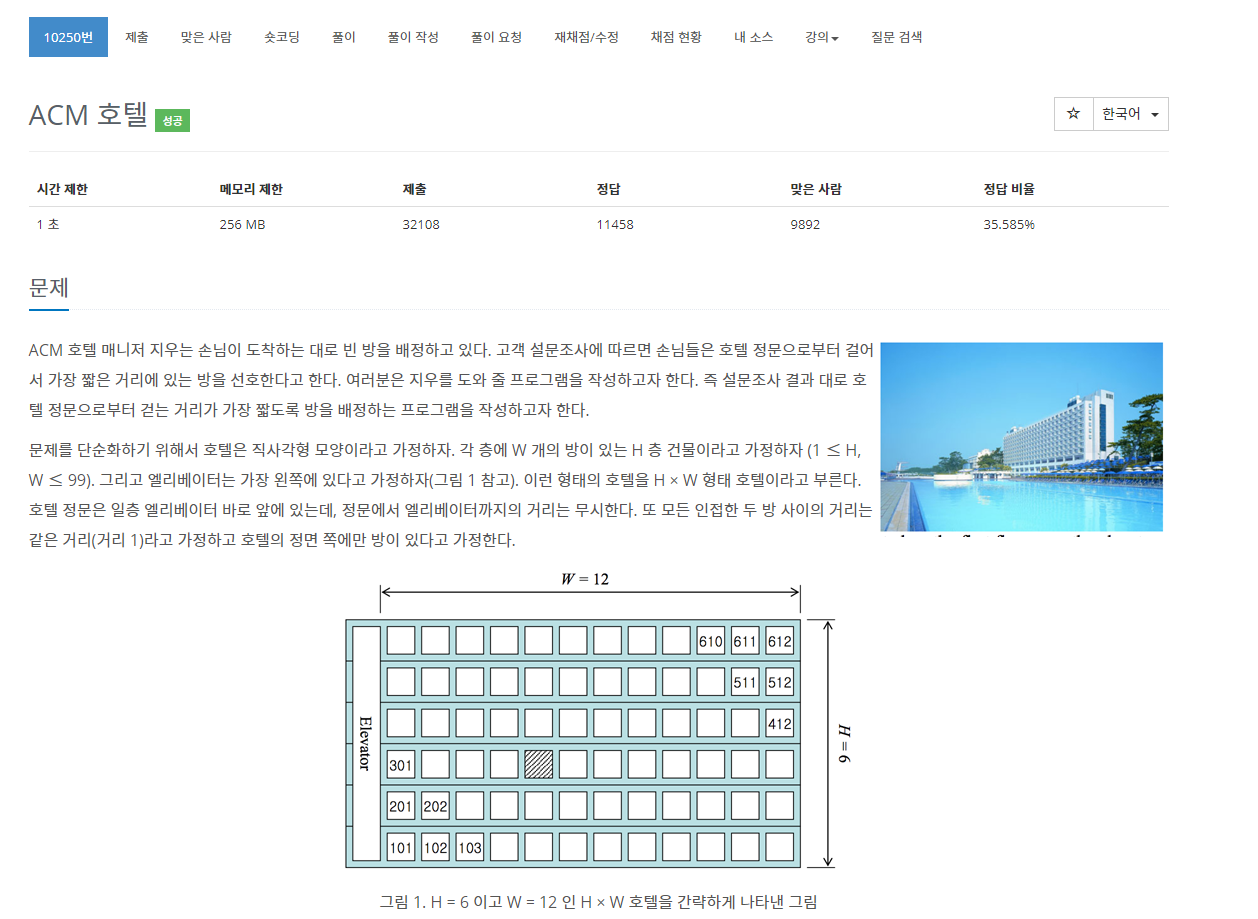 10250번 제출 맞은 사람 숏코딩 풀이 풀이 작성 풀이 요청 재채점/수정 채점 현황 내 소스 강의 질문 검색
ACM 호텔 성공
☆ 한국어
시간 제한 메모리 제한 제출 정답 맞은 사람 정답 비율
1 초 256 MB 32108 11458 9892 35.585%
문제
ACM 호텔 매니저 지우는 손님이 도착하는 대로 빈 방을 배정하고 있다. 고객 설문조사에 따르면 손님들은 호텔 정문으로부터 걸어
서 가장 짧은 거리에 있는 방을 선호한다고 한다. 여러분은 지우를 도와 줄 프로그램을 작성하고자 한다. 즉 설문조사 결과 대로 호
텔 정문으로부터 걷는 거리가 가장 짧도록 방을 배정하는 프로그램을 작성하고자 한다.
문제를 단순화하기 위해서 호텔은 직사각형 모양이라고 가정하자. 각 층에 W 개의 방이 있는 H 층 건물이라고 가정하자 (1 ≤ H,
W ≤ 99). 그리고 엘리베이터는 가장 왼쪽에 있다고 가정하자(그림 1 참고). 이런 형태의 호텔을 H × W 형태 호텔이라고 부른다.
호텔 정문은 일층 엘리베이터 바로 앞에 있는데, 정문에서 엘리베이터까지의 거리는 무시한다. 또 모든 인접한 두 방 사이의 거리는
같은 거리(거리 1)라고 가정하고 호텔의 정면 쪽에만 방이 있다고 가정한다.
W = 12
610 611 612
511 512
412
Elevator
H = 6
301
201 202
101 102 103
그림 1. H = 6 이고 W = 12 인 H × W 호텔을 간략하게 나타낸 그림